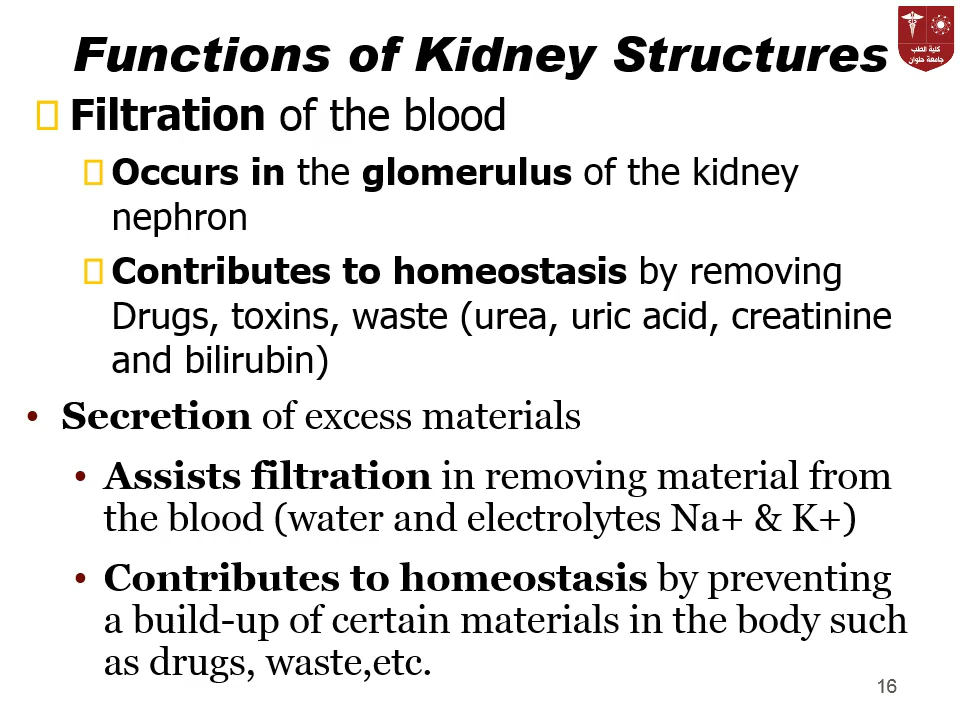 Functions of Kidney Structures
كلية الطب
جامعة حلوان
Filtration of the blood
Occurs in the glomerulus of the kidney
nephron
Contributes to homeostasis by removing
Drugs, toxins, waste (urea, uric acid, creatinine
and bilirubin)
• Secretion of excess materials
• Assists filtration in removing material from
the blood (water and electrolytes Na+ & K+)
• Contributes to homeostasis by preventing
a build-up of certain materials in the body such
as drugs, waste,etc.
16